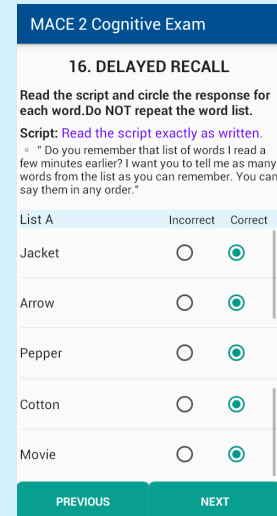 MACE 2 Cognitive Exam
16. DELAYED RECALL
Read the script and circle the response for
each word.Do NOT repeat the word list.
Script: Read the script exactly as written.
" Do you remember that list of words I read a
few minutes earlier? I want you to tell me as many
words from the list as you can remember. You can
say them in any order."
List A Incorrect Correct
Jacket
Arrow
Pepper
Cotton
Movie
PREVIOUS NEXT